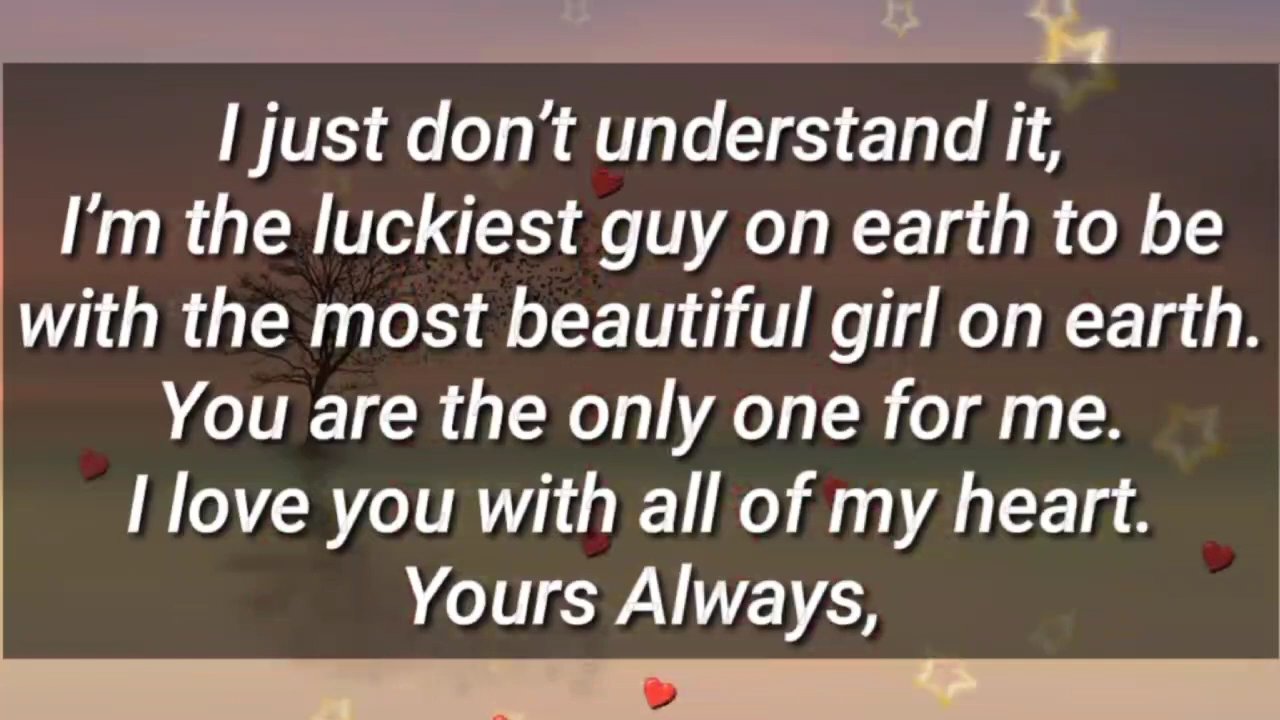 I just don’t understand it,
I’m the luckiest guy on earth to be
with the most beautiful girl on earth.
You are the only one for me.
I love you with all of my heart.
Yours Always,